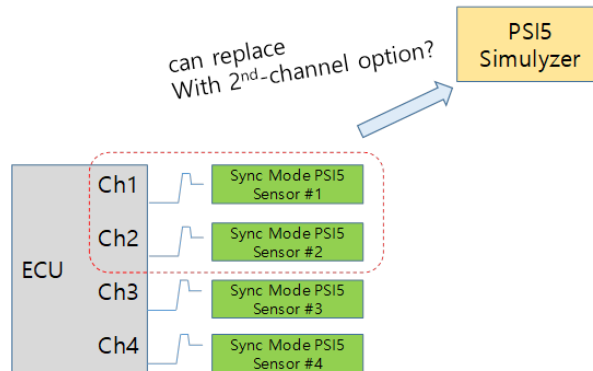 PSI5
Simulyzer
can replace
With 2nd-channel option?
Ch1
Sync Mode PSI5
Sensor #1
Ch2
Sync Mode PSI5
Sensor #2
ECU
Ch3
Sync Mode PSI5
Sensor #3
Ch4
Sync Mode PSI5
Sensor #4